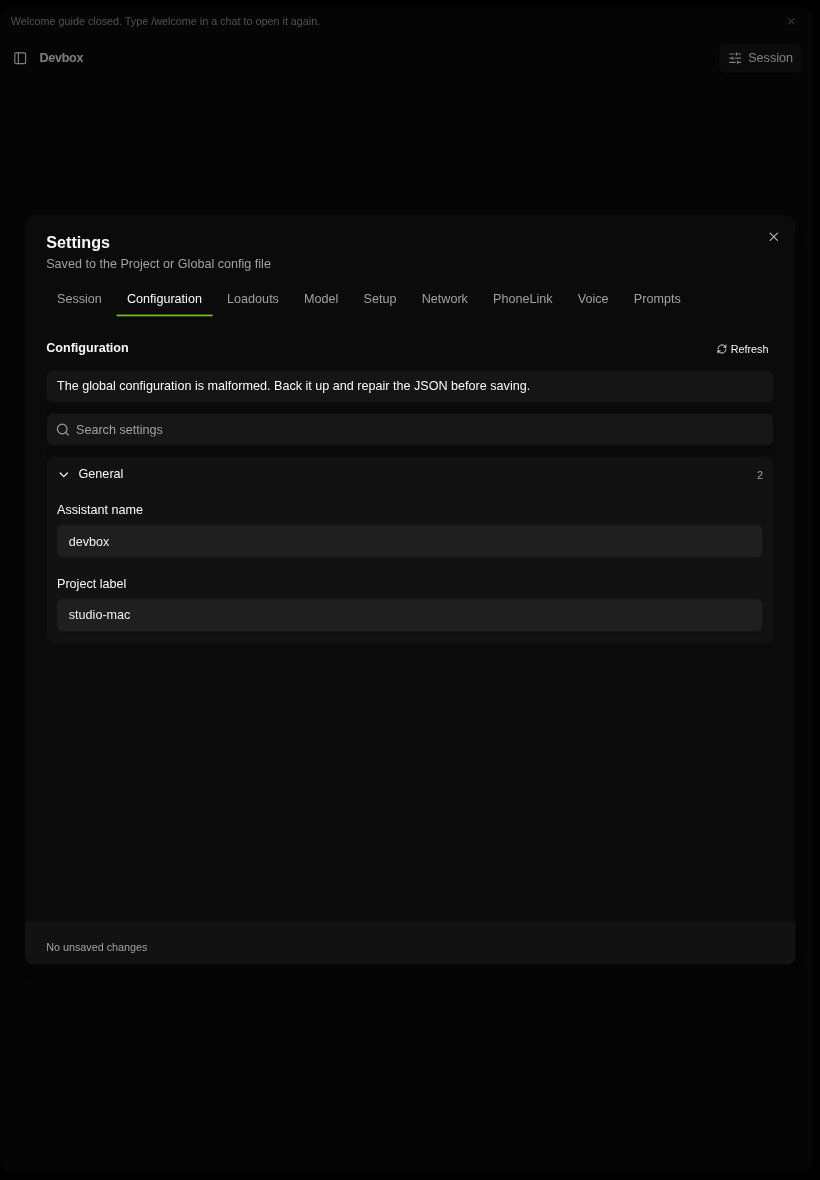 Welcome guide closed. Type /welcome in a chat to open it again.
Devbox
Session
Settings
Saved to the Project or Global config file
Session Configuration Loadouts Model Setup Network PhoneLink Voice Prompts
Configuration
Refresh
The global configuration is malformed. Back it up and repair the JSON before saving.
Search settings
General 2
Assistant name
devbox
Project label
studio-mac
No unsaved changes